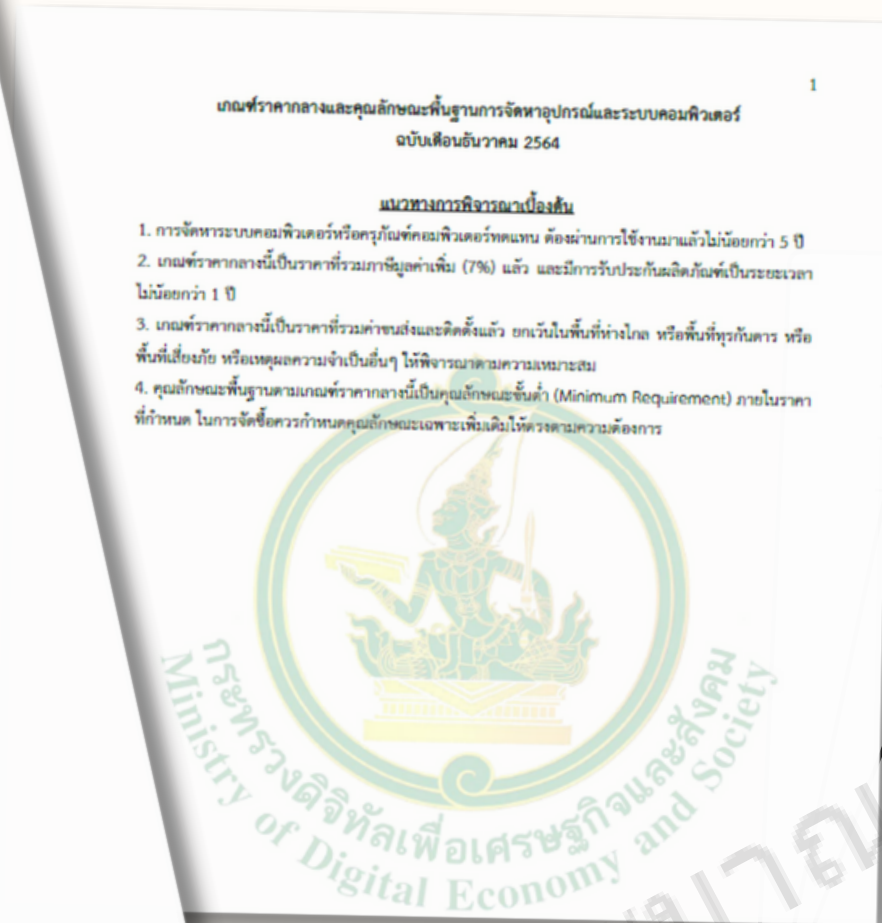 1
เกณฑ์ราคากลางและคุณลักษณะพื้นฐานการจัดหาอุปกรณ์และระบบคอมพิวเตอร์
ฉบับเดือนธันวาคม 2564
แนวทางการพิจารณาเบื้องต้น
1. การจัดหาระบบคอมพิวเตอร์หรือครุภัณฑ์คอมพิวเตอร์ทดแทน ต้องผ่านการใช้งานมาแล้วไม่น้อยกว่า 5 ปี
2. เกณฑ์ราคากลางนี้เป็นราคาที่รวมภาษีมูลค่าเพิ่ม (7%) แล้ว และมีการรับประกันผลิตภัณฑ์เป็นระยะเวลา
ไม่น้อยกว่า 1 ปี
3. เกณฑ์ราคากลางนี้เป็นราคาที่รวมค่าขนส่งและติดตั้งแล้ว ยกเว้นในพื้นที่ห่างไกล หรือพื้นที่ทุรกันดาร หรือ
พื้นที่เสี่ยงภัย หรือเหตุผลความจำเป็นอื่นๆ ให้พิจารณาตามความเหมาะสม
4. คุณลักษณะพื้นฐานตามเกณฑ์ราคากลางนี้เป็นคุณลักษณะขั้นต่ำ (Minimum Requirement) ภายในราคา
ที่กำหนด ในการจัดซื้อควรกำหนดคุณลักษณะเฉพาะเพิ่มเติมให้ตรงตามความต้องการ
กระทรวงดิจิทัลเพื่อเศรษฐกิจและสังคม
Ministry of Digital Economy and Society